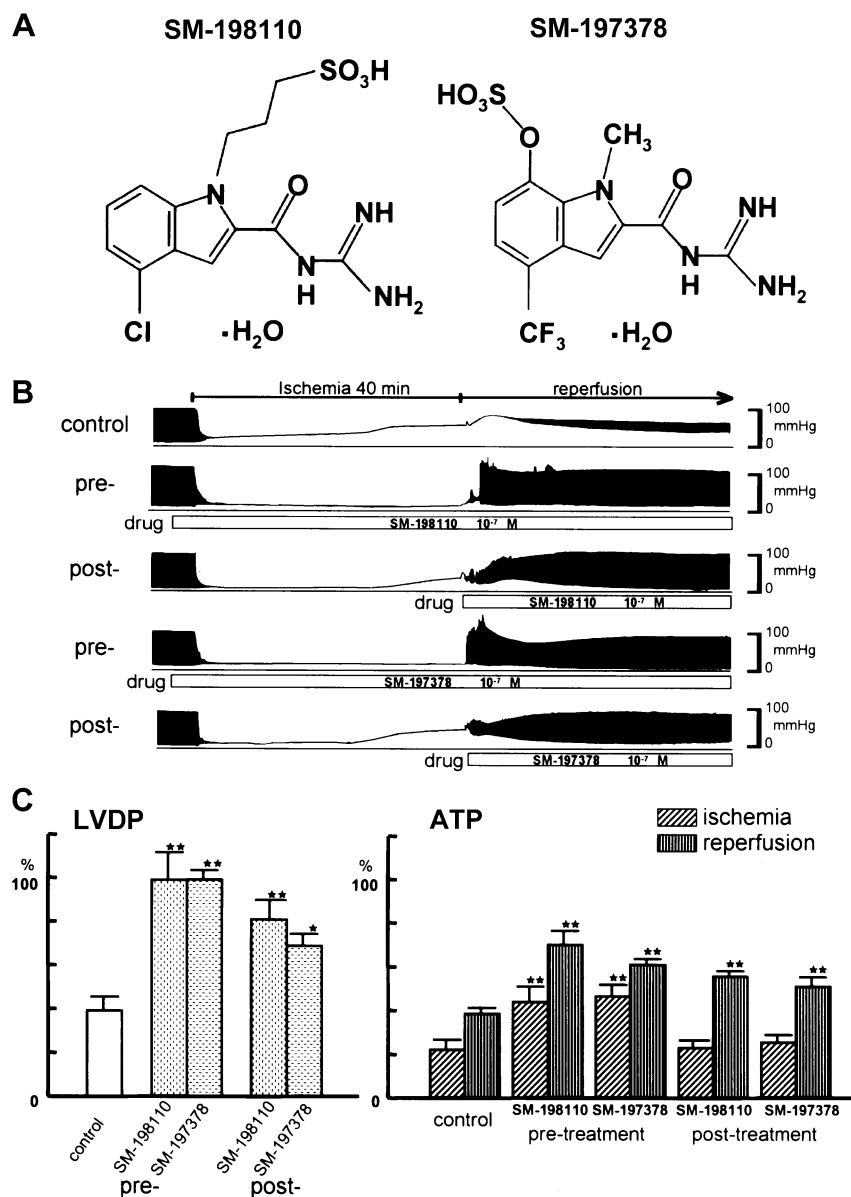 A
SM-198110
SM-197378
SO₃H
N
O
NH
N
H
NH₂
Cl
·H₂O
HO₃S
O
CH₃
N
O
NH
N
H
NH₂
CF₃
·H₂O
B
Ischemia 40 min
reperfusion
control
100
mmHg
0
pre-
100
mmHg
0
drug
SM-198110 10⁻⁷ M
post-
100
mmHg
0
drug
SM-198110 10⁻⁷ M
pre-
100
mmHg
0
drug
SM-197378 10⁻⁷ M
post-
100
mmHg
0
drug
SM-197378 10⁻⁷ M
C
LVDP
%
100
0
★★
★★
★★
★
control
SM-198110
SM-197378
SM-198110
SM-197378
pre-
post-
ATP
ischemia
reperfusion
%
100
0
★★
★★
★★
★★
★★
★★
control
SM-198110 SM-197378
SM-198110 SM-197378
pre-treatment
post-treatment